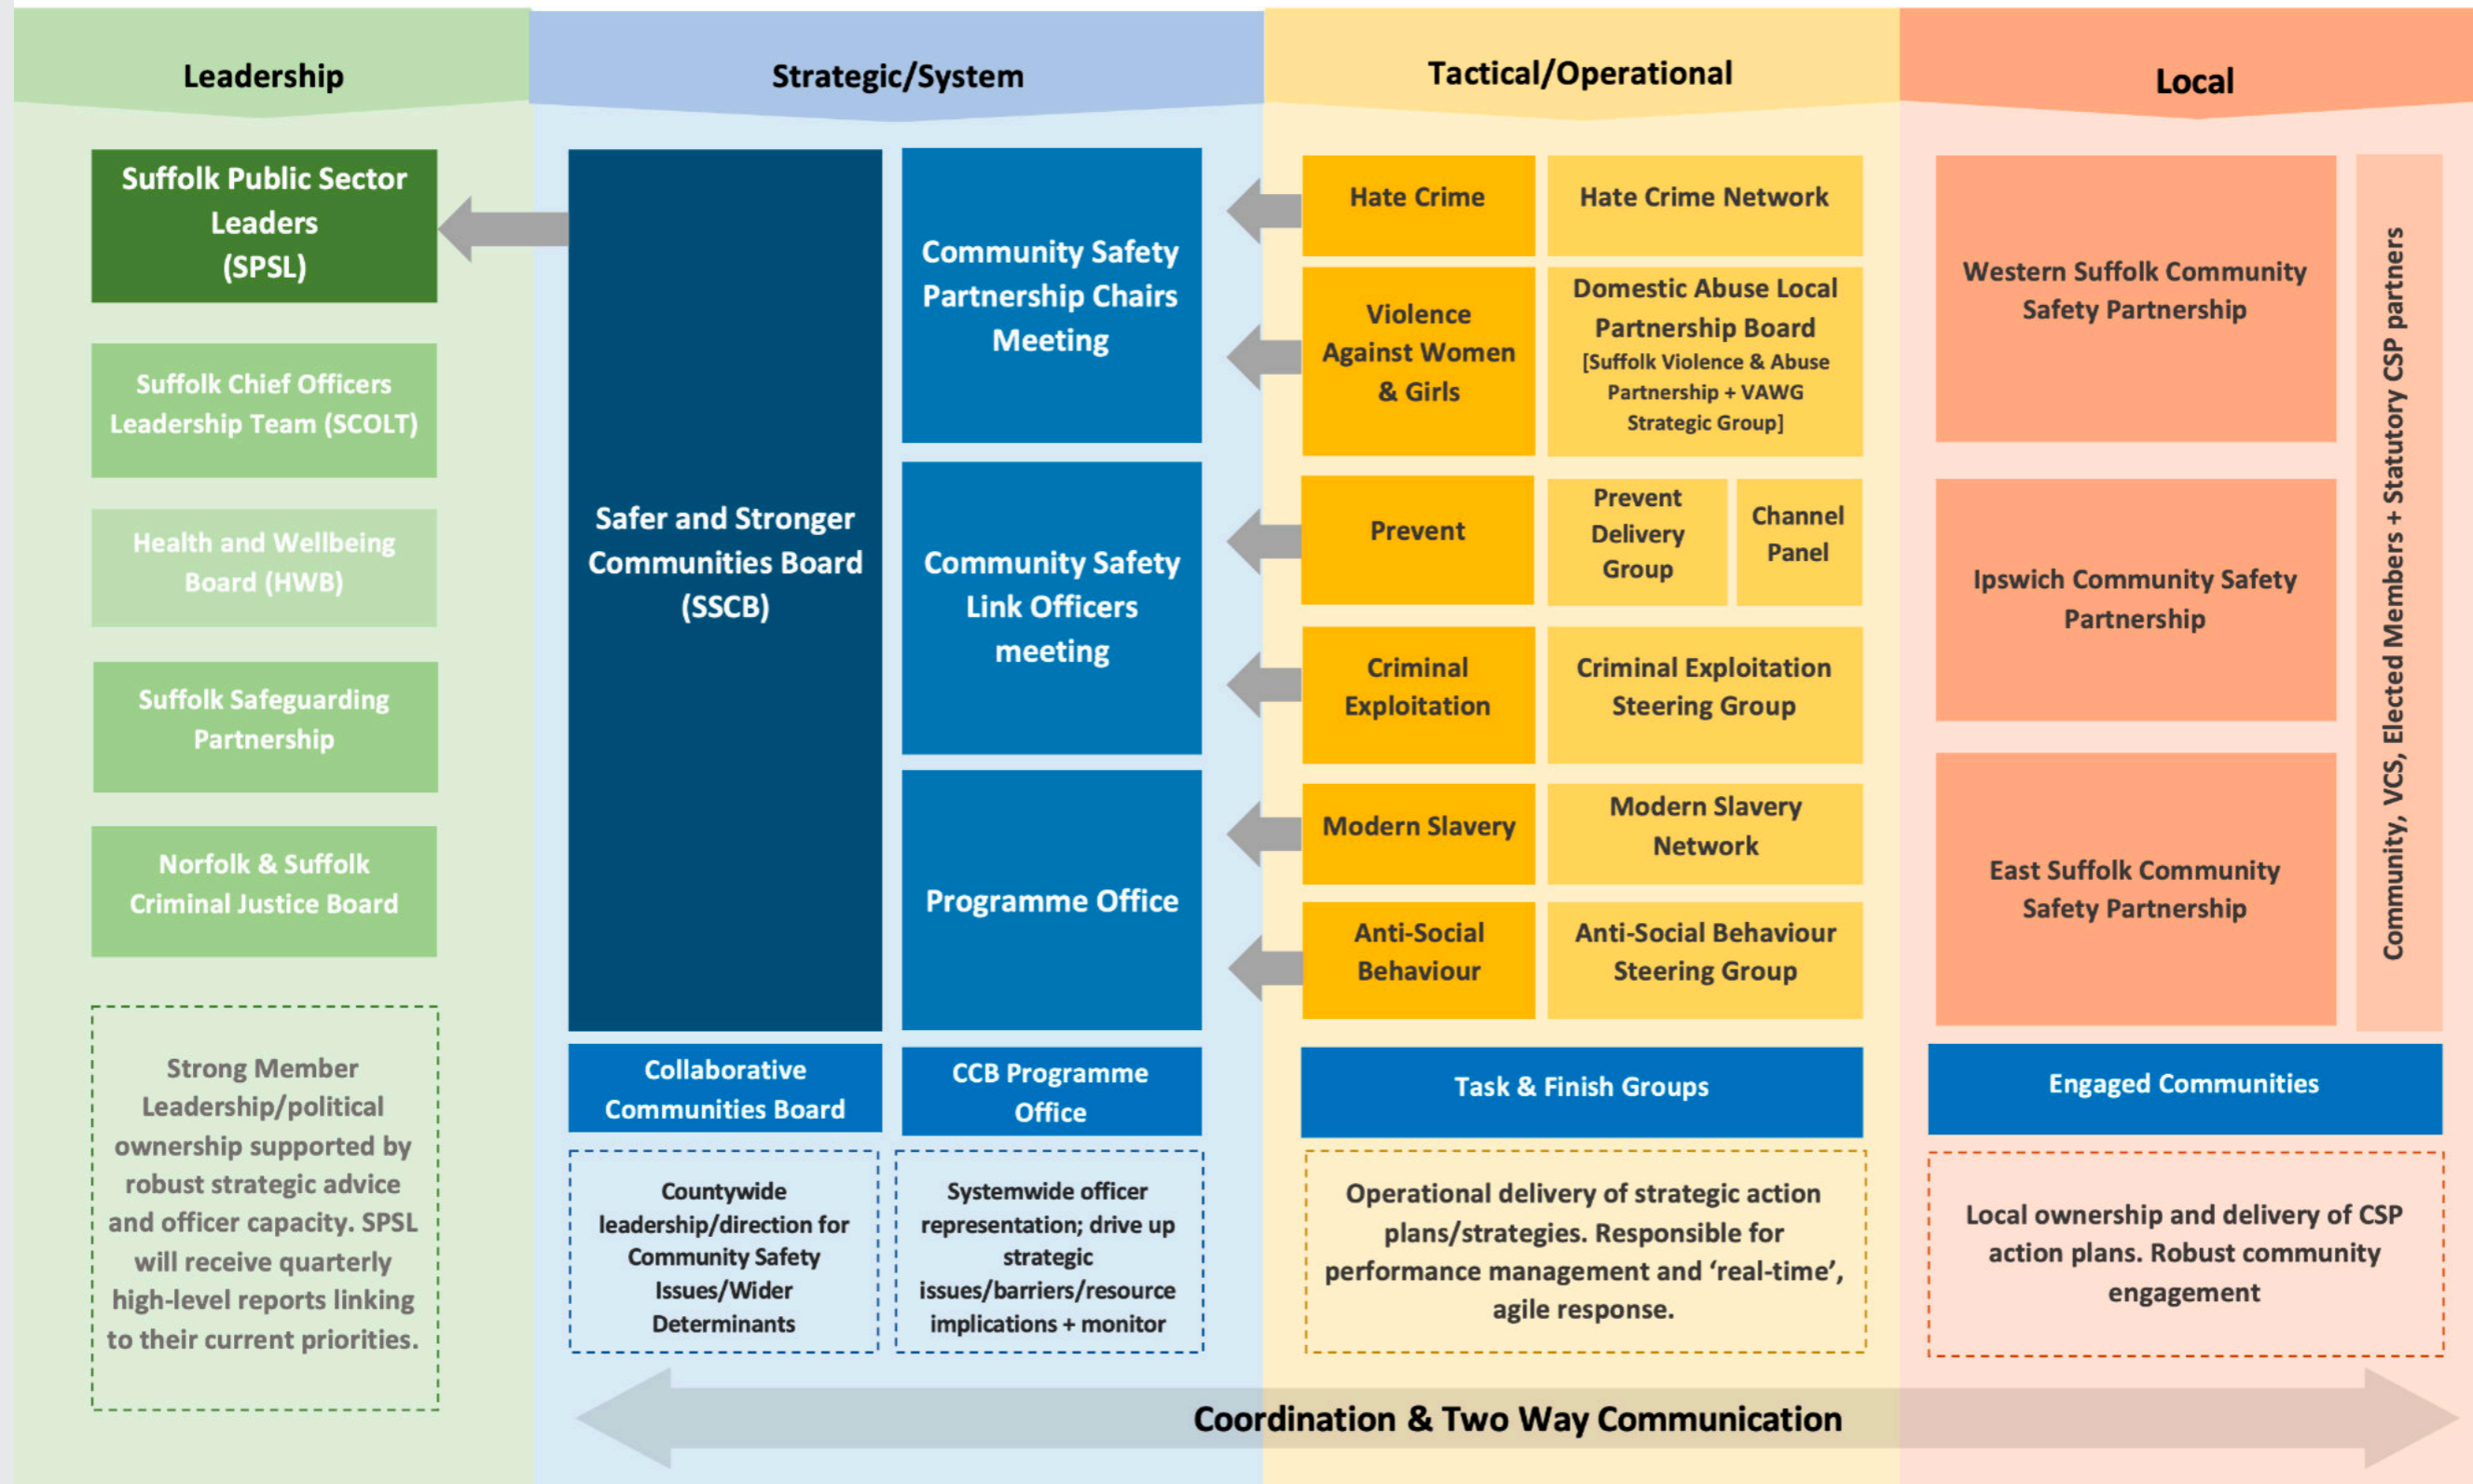 Leadership
Suffolk Public Sector
Leaders
(SPSL)
Suffolk Chief Officers
Leadership Team (SCOLT)
Health and Wellbeing
Board (HWB)
Suffolk Safeguarding
Partnership
Norfolk & Suffolk
Criminal Justice Board
Strong Member
Leadership/political
ownership supported by
robust strategic advice
and officer capacity. SPSL
will receive quarterly
high-level reports linking
to their current priorities.
Strategic/System
Safer and Stronger
Communities Board
(SSCB)
Collaborative
Communities Board
Countywide
leadership/direction for
Community Safety
Issues/Wider
Determinants
Community Safety
Partnership Chairs
Meeting
Community Safety
Link Officers
meeting
Programme Office
CCB Programme
Office
Systemwide officer
representation; drive up
strategic
issues/barriers/resource
implications + monitor
Tactical/Operational
Hate Crime
Hate Crime Network
Violence
Against Women
& Girls
Domestic Abuse Local
Partnership Board
[Suffolk Violence & Abuse
Partnership + VAWG
Strategic Group]
Prevent
Prevent
Delivery
Group
Channel
Panel
Criminal
Exploitation
Criminal Exploitation
Steering Group
Modern Slavery
Modern Slavery
Network
Anti-Social
Behaviour
Anti-Social Behaviour
Steering Group
Task & Finish Groups
Operational delivery of strategic action
plans/strategies. Responsible for
performance management and ‘real-time’,
agile response.
Local
Western Suffolk Community
Safety Partnership
Ipswich Community Safety
Partnership
East Suffolk Community
Safety Partnership
Community, VCS, Elected Members + Statutory CSP partners
Engaged Communities
Local ownership and delivery of CSP
action plans. Robust community
engagement
Coordination & Two Way Communication